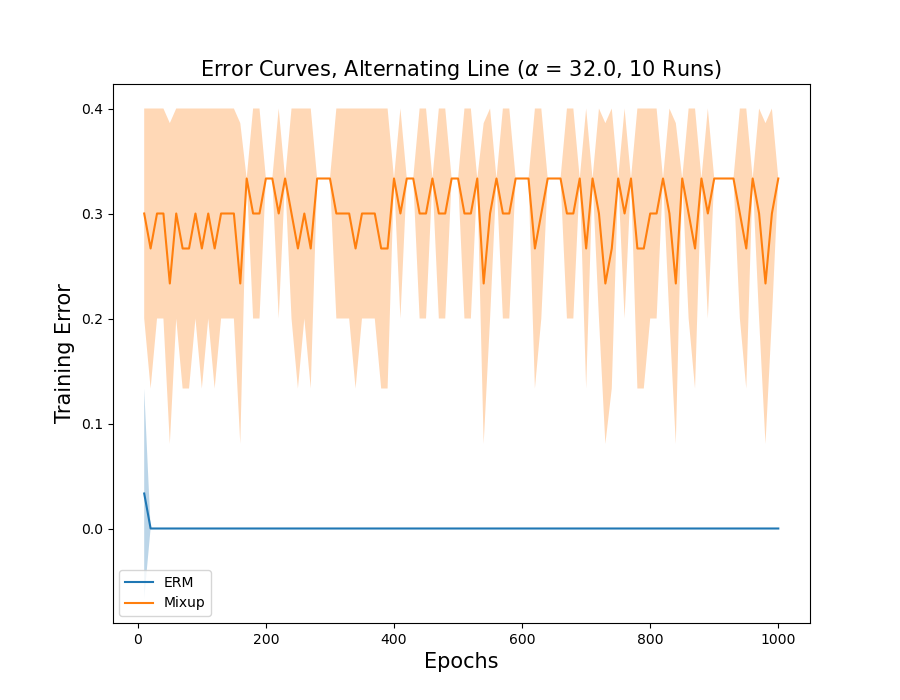 Error Curves, Alternating Line (α = 32.0, 10 Runs)
Training Error
0.4
0.3
0.2
0.1
0.0
ERM
Mixup
0 200 400 600 800 1000
Epochs